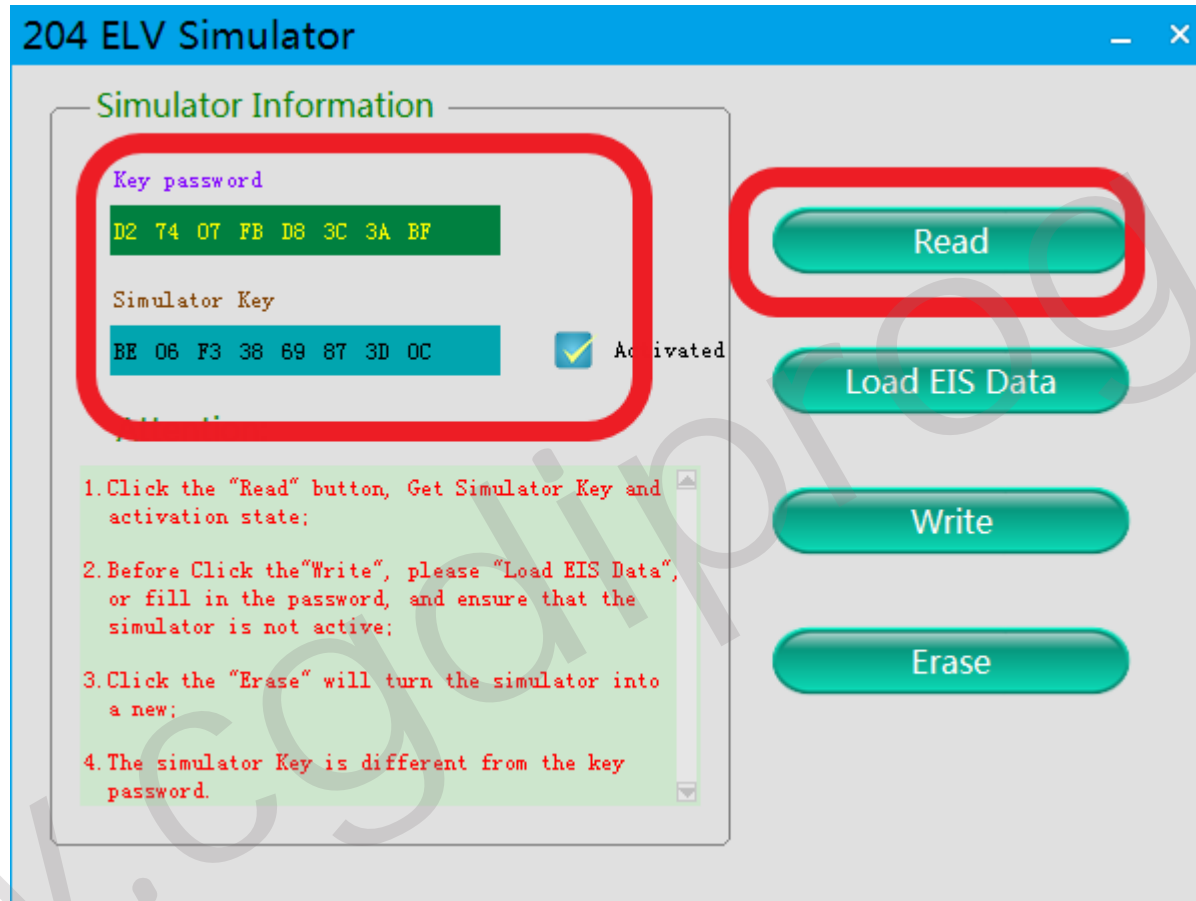 204 ELV Simulator
Simulator Information
Key password
D2 74 07 FB D8 3C 3A BF
Read
Simulator Key
BE 06 F3 38 69 87 3D 0C
Activated
Load EIS Data
1.Click the "Read" button, Get Simulator Key and
activation state;
2.Before Click the"Write", please "Load EIS Data",
or fill in the password, and ensure that the
simulator is not active;
Write
3.Click the "Erase" will turn the simulator into
a new;
Erase
4.The simulator Key is different from the key
password.
.cgdiprog